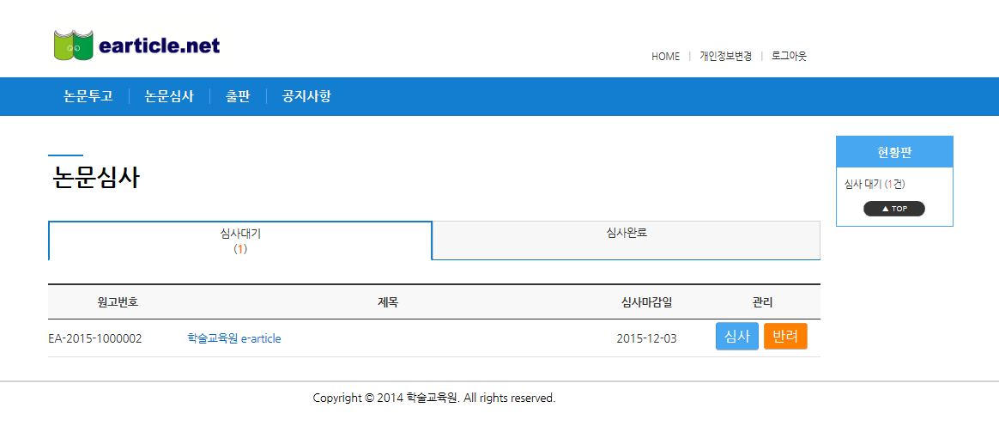 earticle.net
HOME | 개인정보변경 | 로그아웃
논문투고 | 논문심사 | 출판 | 공지사항
현황판
심사 대기 (1건)
▲ TOP
논문심사
심사대기
(1)
심사완료
원고번호 제목 심사마감일 관리
EA-2015-1000002 학술교육원 e-article 2015-12-03 심사 반려
Copyright © 2014 학술교육원. All rights reserved.